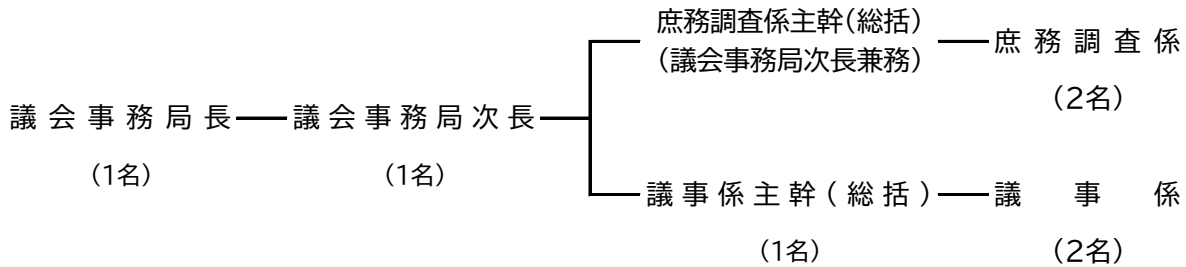 庶務調査係主幹（総括）
（議会事務局次長兼務）
庶務調査係
（2名）
議会事務局長
議会事務局次長
（1名）
（1名）
議事係主幹（総括）
議事係
（1名）
（2名）